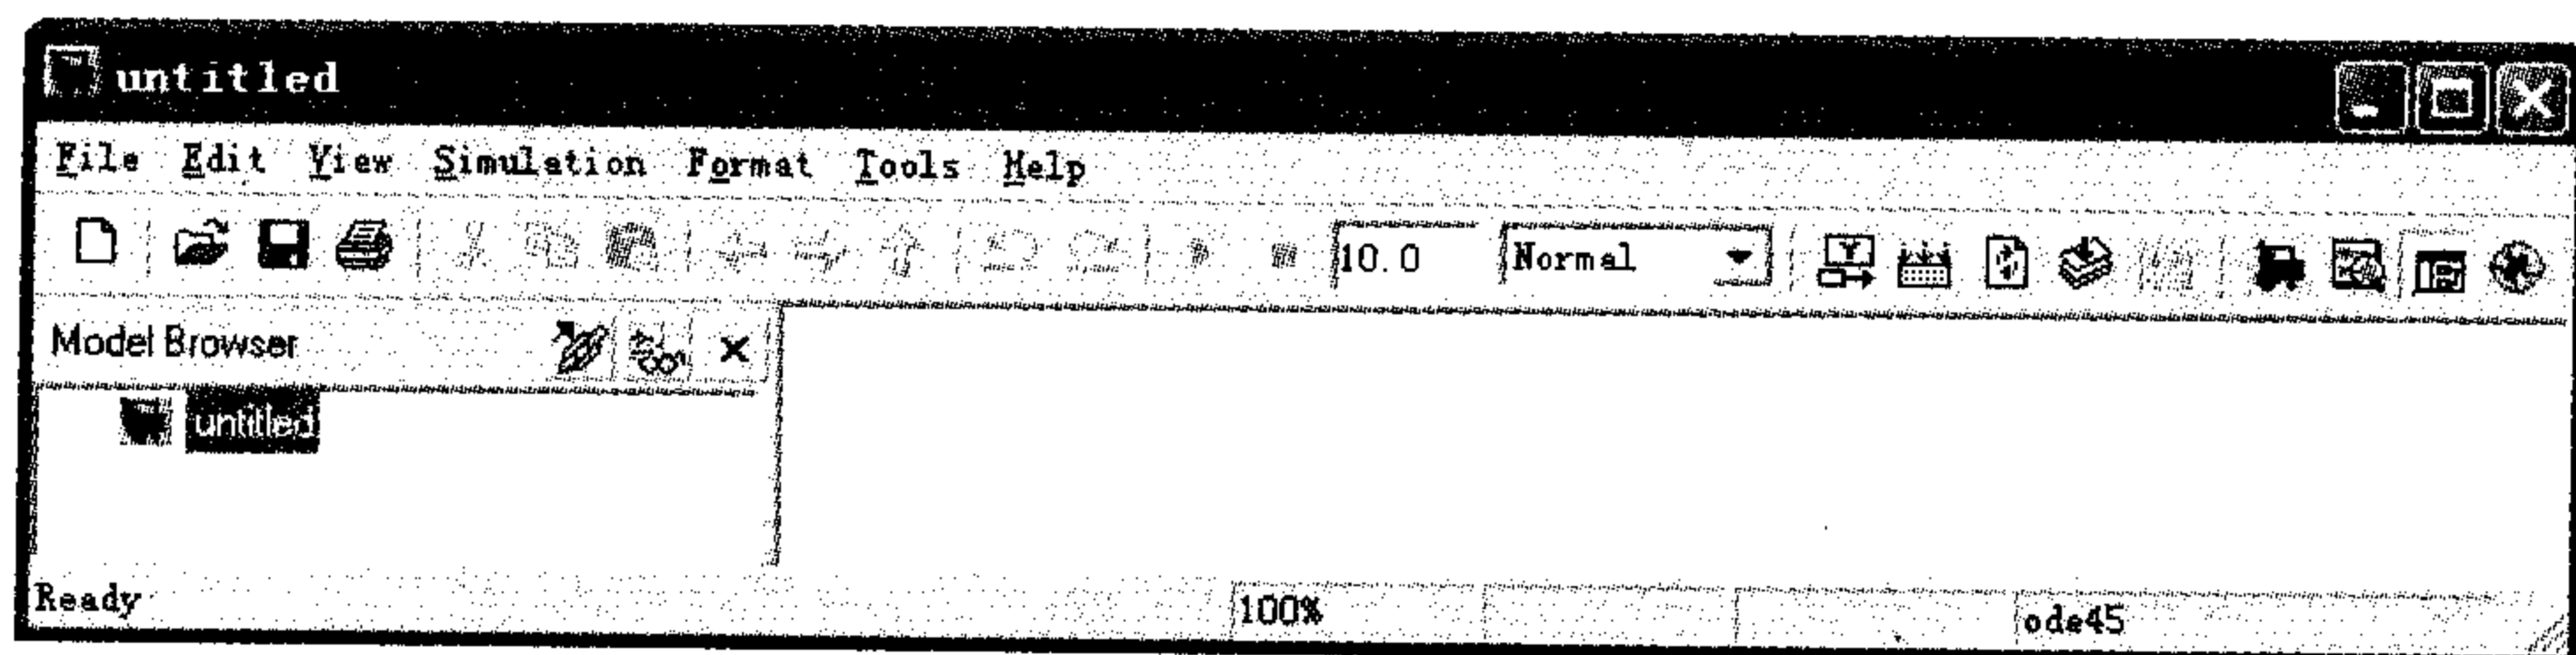 untitled
File Edit View Simulation Format Tools Help
10.0 Normal
Model Browser
untitled
Ready 100% ode45